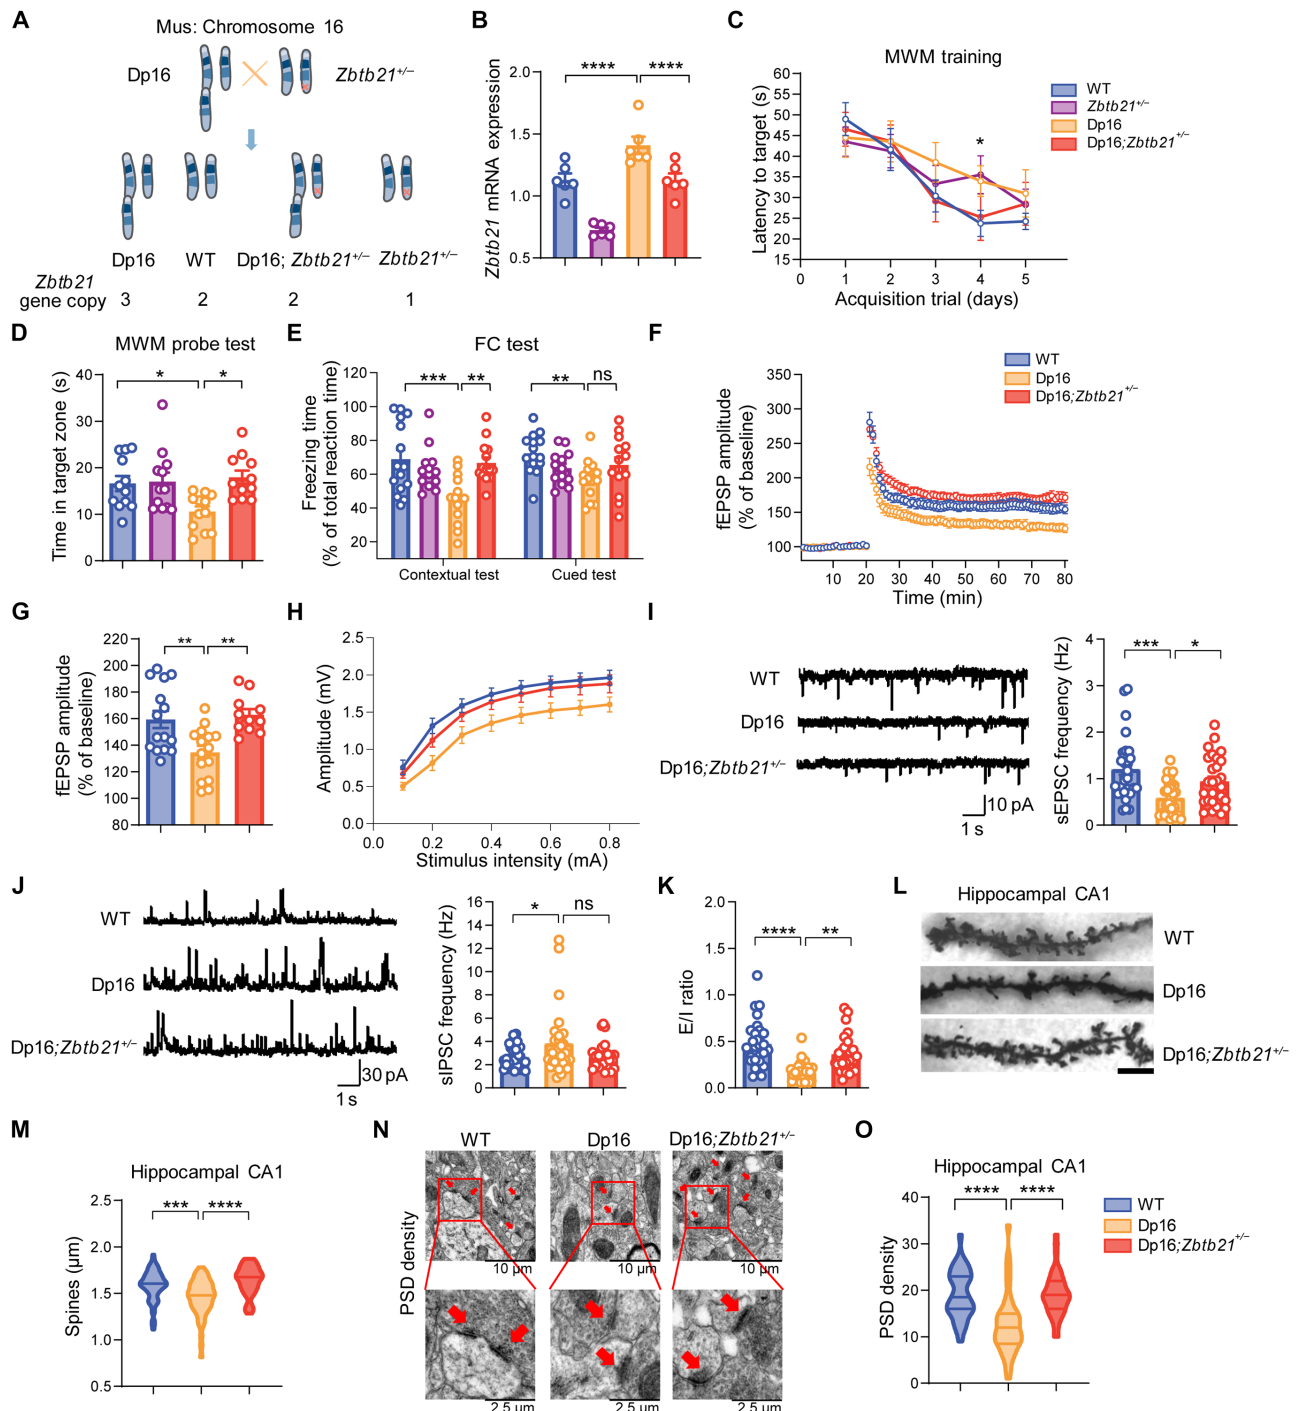 A
Mus: Chromosome 16
Dp16
Zbtb21+/–
Dp16
WT
Dp16; Zbtb21+/–
Zbtb21+/–
Zbtb21
gene copy
3
2
2
1
B
Zbtb21 mRNA expression
2.0
1.5
1.0
0.5
****
****
C
MWM training
Latency to target (s)
60
55
50
45
40
35
30
25
20
15
*
0
1
2
3
4
5
Acquisition trial (days)
WT
Zbtb21+/–
Dp16
Dp16;Zbtb21+/–
D
MWM probe test
Time in target zone (s)
40
30
20
10
0
*
*
E
FC test
Freezing time
(% of total reaction time)
120
100
80
60
40
20
***
**
**
ns
Contextual test
Cued test
F
WT
Dp16
Dp16;Zbtb21+/–
fEPSP amplitude
(% of baseline)
350
300
250
200
150
100
10
20
30
40
50
60
70
80
Time (min)
G
fEPSP amplitude
(% of baseline)
220
200
180
160
140
120
100
80
**
**
H
Amplitude (mV)
2.5
2.0
1.5
1.0
0.5
0.0
0.0
0.2
0.4
0.6
0.8
Stimulus intensity (mA)
I
WT
Dp16
Dp16;Zbtb21+/–
10 pA
1 s
sEPSC frequency (Hz)
4
3
2
1
0
***
*
J
WT
Dp16
Dp16;Zbtb21+/–
30 pA
1 s
sIPSC frequency (Hz)
16
14
12
10
8
6
4
2
0
*
ns
K
E/I ratio
2.0
1.5
1.0
0.5
0.0
****
**
L
Hippocampal CA1
WT
Dp16
Dp16;Zbtb21+/–
M
Hippocampal CA1
Spines (μm)
2.5
2.0
1.5
1.0
0.5
***
****
N
WT
Dp16
Dp16;Zbtb21+/–
PSD density
10 μm
10 μm
10 μm
2.5 μm
2.5 μm
2.5 μm
O
Hippocampal CA1
PSD density
40
30
20
10
0
****
****
WT
Dp16
Dp16;Zbtb21+/–